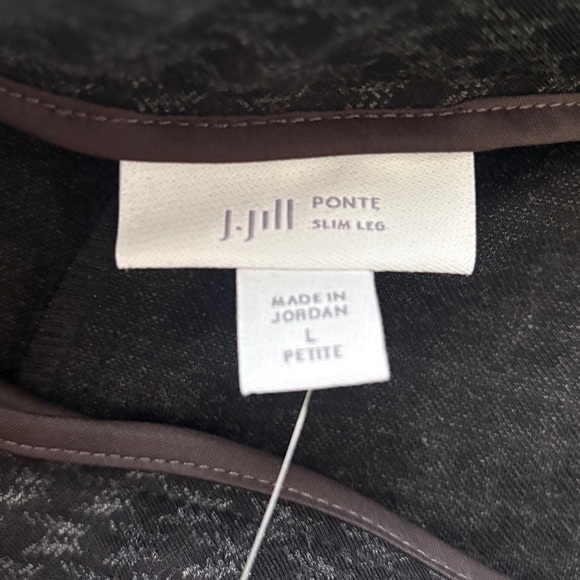 J.Jill PONTE
SLIM LEG
MADE IN
JORDAN
L
PETITE